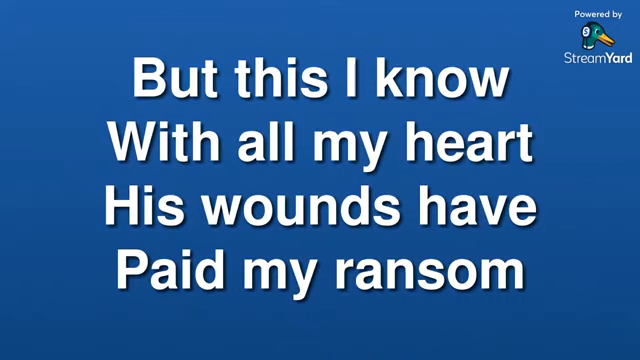 Powered by
StreamYard
But this I know
With all my heart
His wounds have
Paid my ransom